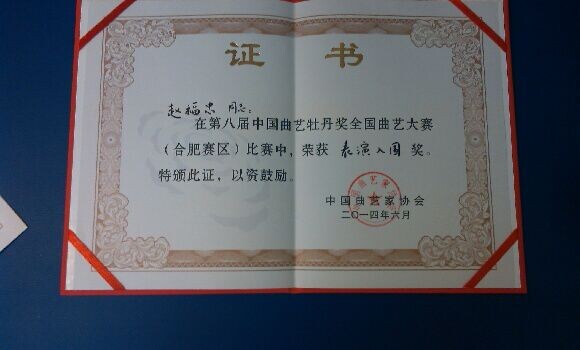 证书
赵福忠 同志：
在第八届中国曲艺牡丹奖全国曲艺大赛
（合肥赛区）比赛中，荣获 表演入围 奖。
特颁此证，以资鼓励。
中国曲艺家协会
二〇一四年六月